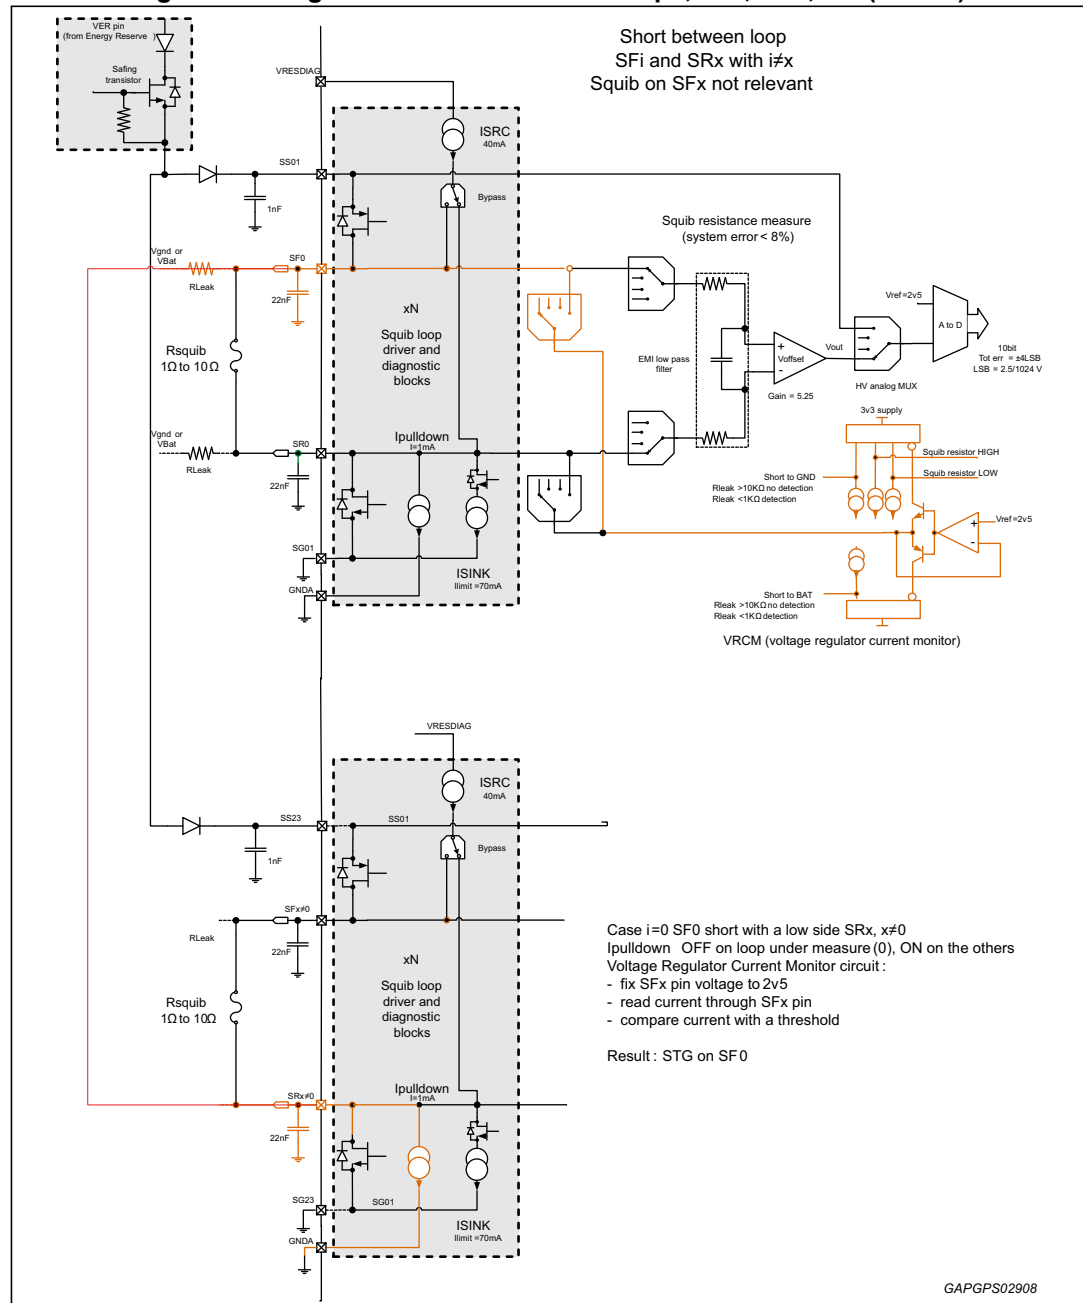 VER pin
(from Energy Reserve )
Safing
transistor
VRESDIAG
Short between loop
SFi and SRx with i≠x
Squib on SFx not relevant
ISRC
40mA
SS01
Bypass
1nF
Squib resistance measure
(system error < 8%)
Vgnd or
VBat
SF0
RLeak
22nF
xN
Squib loop
driver and
diagnostic
blocks
Rsquib
1Ω to 10Ω
Vref=2v5
A to D
EMI low pass
filter
+
Voffset
-
Vout
Gain = 5.25
HV analog MUX
10bit
Tot err = ±4LSB
LSB = 2.5/1024 V
3v3 supply
Vgnd or
VBat
SR0
Ipulldown
I=1mA
RLeak
22nF
Squib resistor HIGH
Squib resistor LOW
Short to GND
Rleak >10KΩ no detection
Rleak <1KΩ detection
+
-
Vref=2v5
SG01
GNDA
ISINK
Ilimit =70mA
Short to BAT
Rleak >10KΩ no detection
Rleak <1KΩ detection
VRCM (voltage regulator current monitor)
VRESDIAG
ISRC
40mA
SS23
SS01
Bypass
1nF
SFx≠0
RLeak
22nF
xN
Squib loop
driver and
diagnostic
blocks
Rsquib
1Ω to 10Ω
Case i=0 SF0 short with a low side SRx, x≠0
Ipulldown OFF on loop under measure (0), ON on the others
Voltage Regulator Current Monitor circuit :
- fix SFx pin voltage to 2v5
- read current through SFx pin
- compare current with a threshold
Result : STG on SF0
Ipulldown
I=1mA
SRx≠0
22nF
SG23
SG01
GNDA
ISINK
Ilimit =70mA
GAPGPS02908